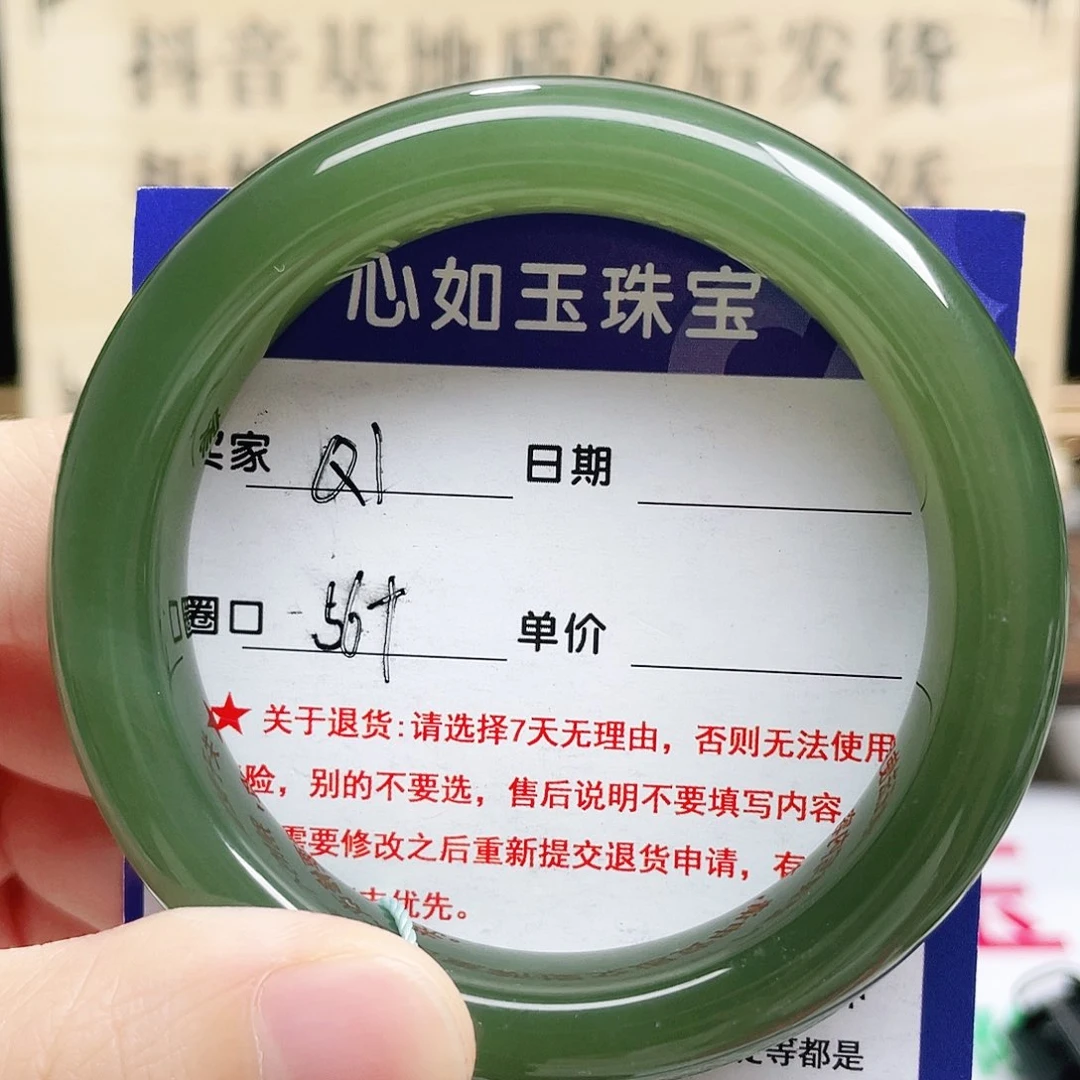 抖音基地质检后发货
心如玉珠宝
买家 Q1 日期
圈口 56+ 单价
关于退货:请选择7天无理由，否则无法使用
险，别的不要选，售后说明不要填写内容
需要修改之后重新提交退货申请，有
优先。
等都是